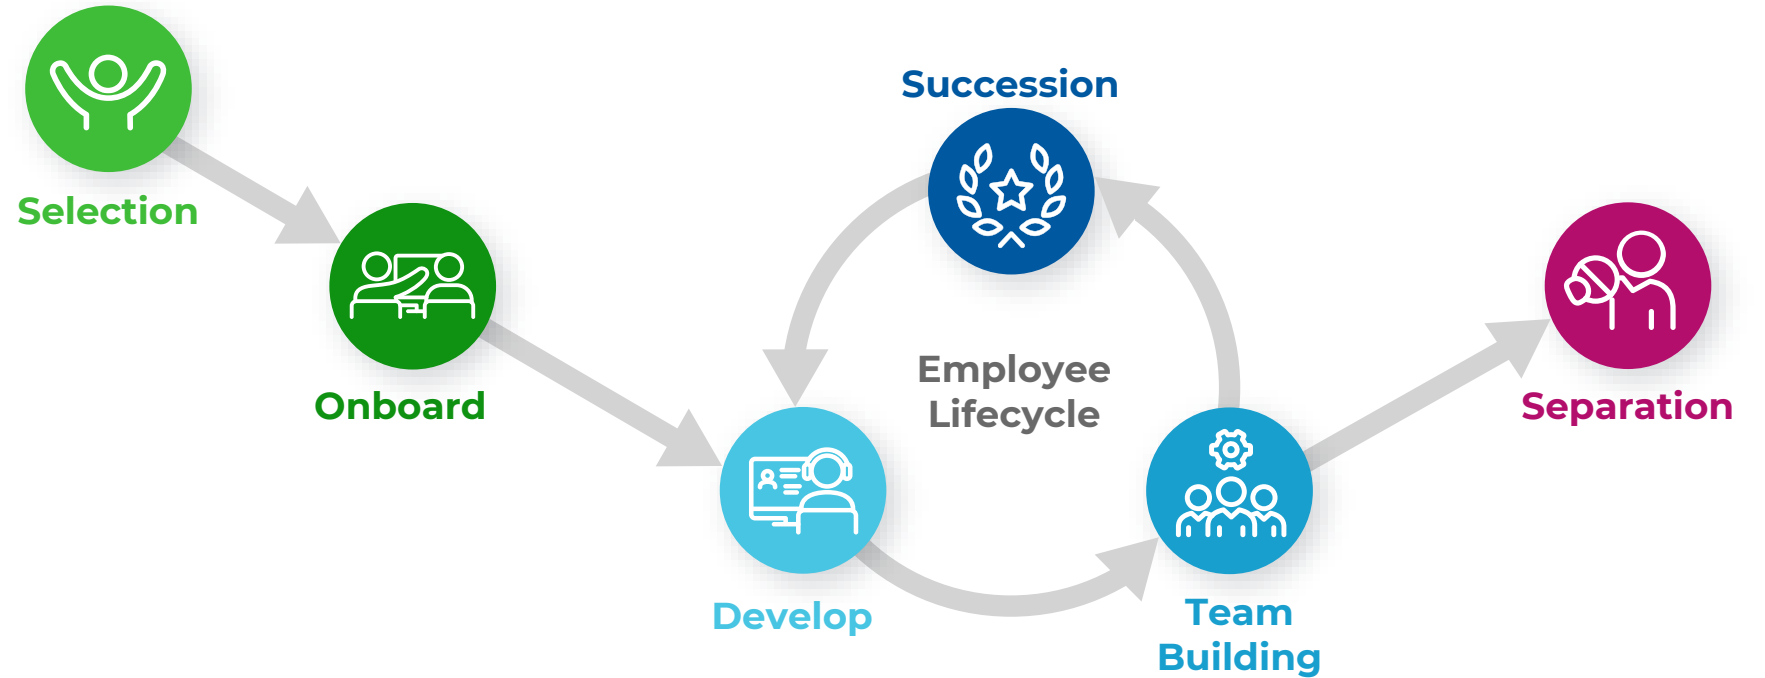 Selection
Onboard
Succession
Employee
Lifecycle
Develop
Team
Building
Separation